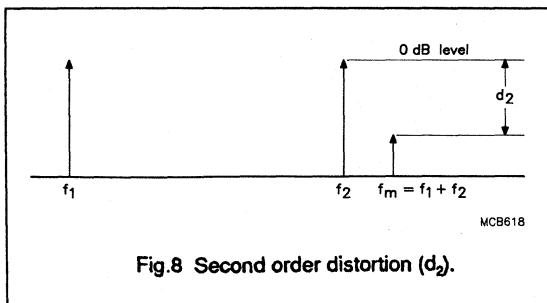 0 dB level
d2
f1
f2
fm = f1 + f2
MCB618
Fig.8 Second order distortion (d2).